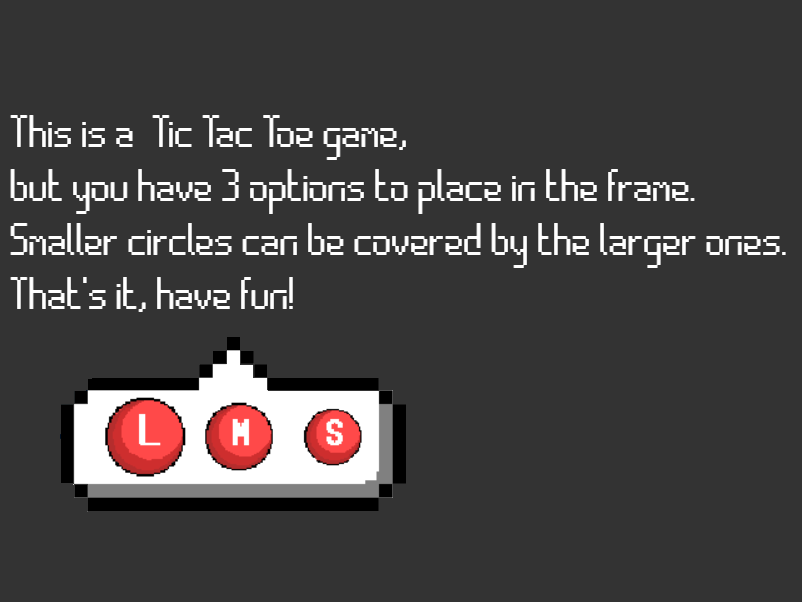 This is a  Tic Tac Toe game,
but you have 3 options to place in the frame.
Smaller circles can be covered by the larger ones.
That's it, have fun!
L M S